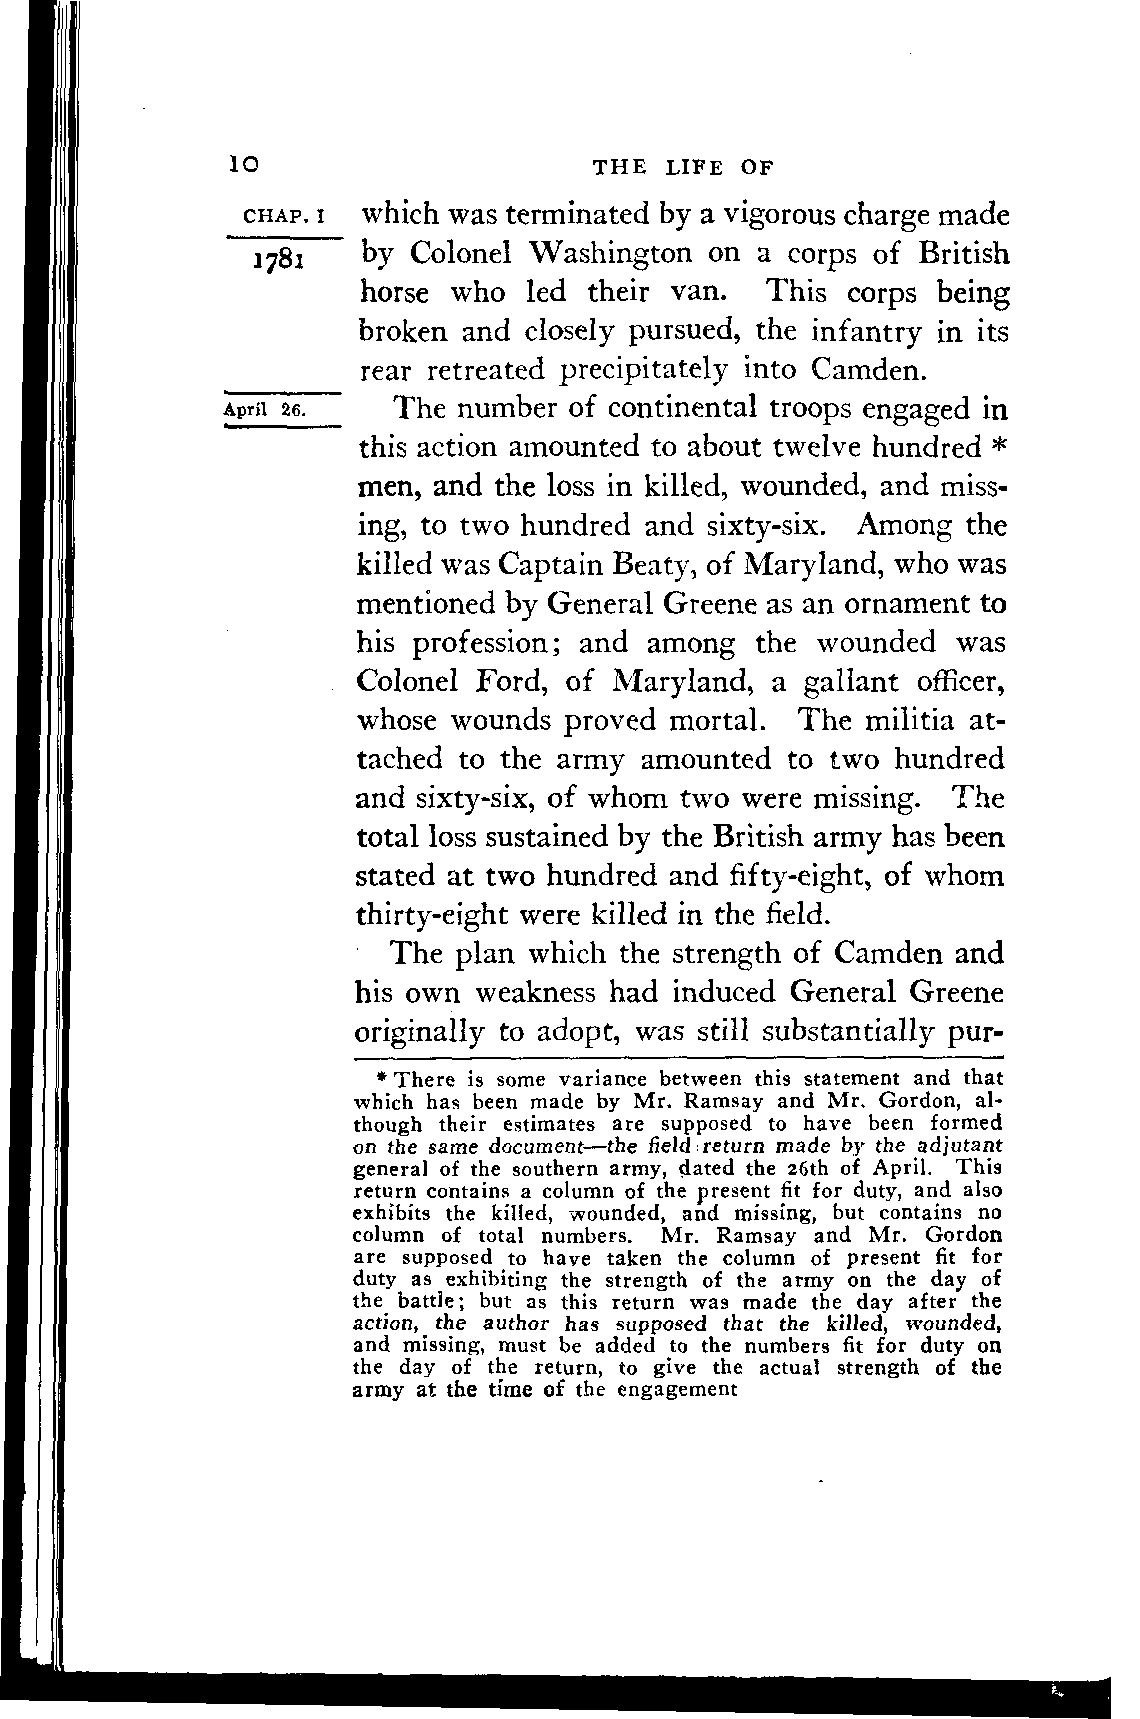 10 THE LIFE OF
CHAP. I which was terminated by a vigorous charge made
1781 by Colonel Washington on a corps of British
horse who led their van. This corps being
broken and closely pursued, the infantry in its
rear retreated precipitately into Camden.
April 26. The number of continental troops engaged in
this action amounted to about twelve hundred *
men, and the loss in killed, wounded, and miss-
ing, to two hundred and sixty-six. Among the
killed was Captain Beaty, of Maryland, who was
mentioned by General Greene as an ornament to
his profession; and among the wounded was
Colonel Ford, of Maryland, a gallant officer,
whose wounds proved mortal. The militia at-
tached to the army amounted to two hundred
and sixty-six, of whom two were missing. The
total loss sustained by the British army has been
stated at two hundred and fifty-eight, of whom
thirty-eight were killed in the field.
The plan which the strength of Camden and
his own weakness had induced General Greene
originally to adopt, was still substantially pur-
* There is some variance between this statement and that
which has been made by Mr. Ramsay and Mr. Gordon, al-
though their estimates are supposed to have been formed
on the same document—the field return made by the adjutant
general of the southern army, dated the 26th of April. This
return contains a column of the present fit for duty, and also
exhibits the killed, wounded, and missing, but contains no
column of total numbers. Mr. Ramsay and Mr. Gordon
are supposed to have taken the column of present fit for
duty as exhibiting the strength of the army on the day of
the battle; but as this return was made the day after the
action, the author has supposed that the killed, wounded,
and missing, must be added to the numbers fit for duty on
the day of the return, to give the actual strength of the
army at the time of the engagement